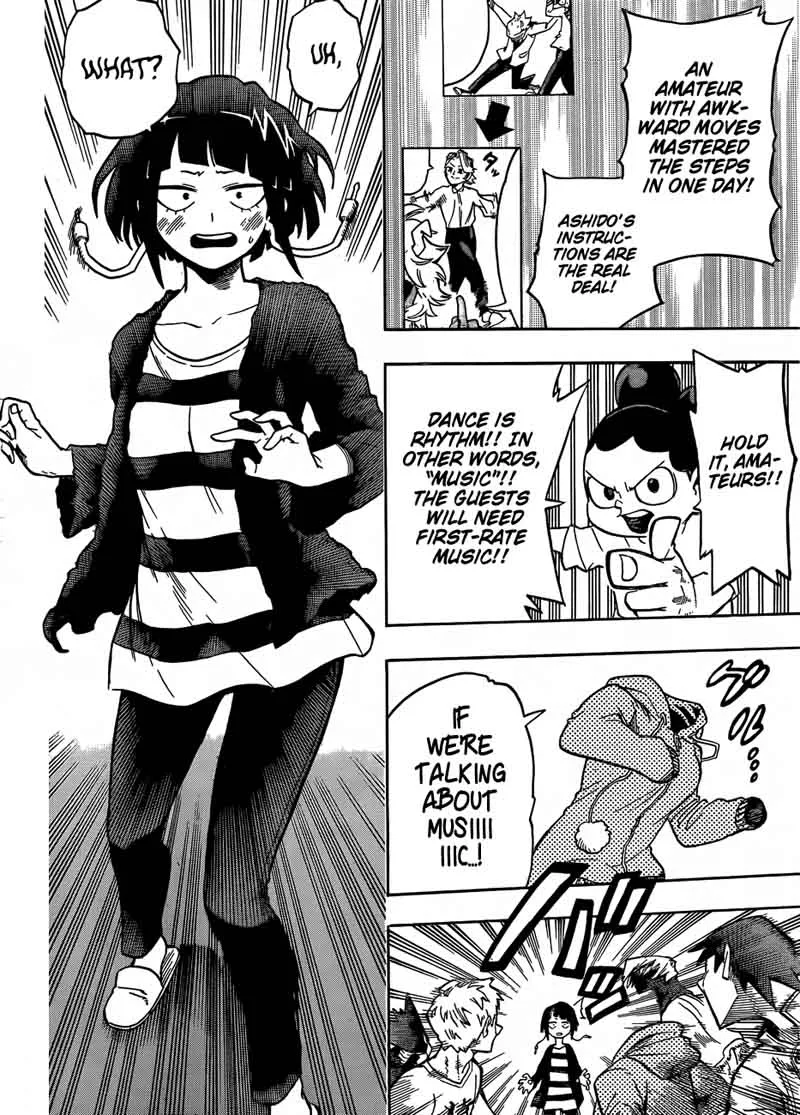 AN
AMATEUR
WITH AWK-
WARD MOVES
MASTERED
THE STEPS
IN ONE DAY!
ASHIDO'S
INSTRUC-
TIONS ARE
THE REAL
DEAL!
タッ
HOLD
IT, AMA-
TEURS!!
DANCE IS
RHYTHM!! IN
OTHER WORDS,
"MUSIC"!!
THE GUESTS
WILL NEED
FIRST-RATE
MUSIC!!
IF
WE'RE
TALKING
ABOUT
MUSIIII
IIIC...!
UH,
WHAT?